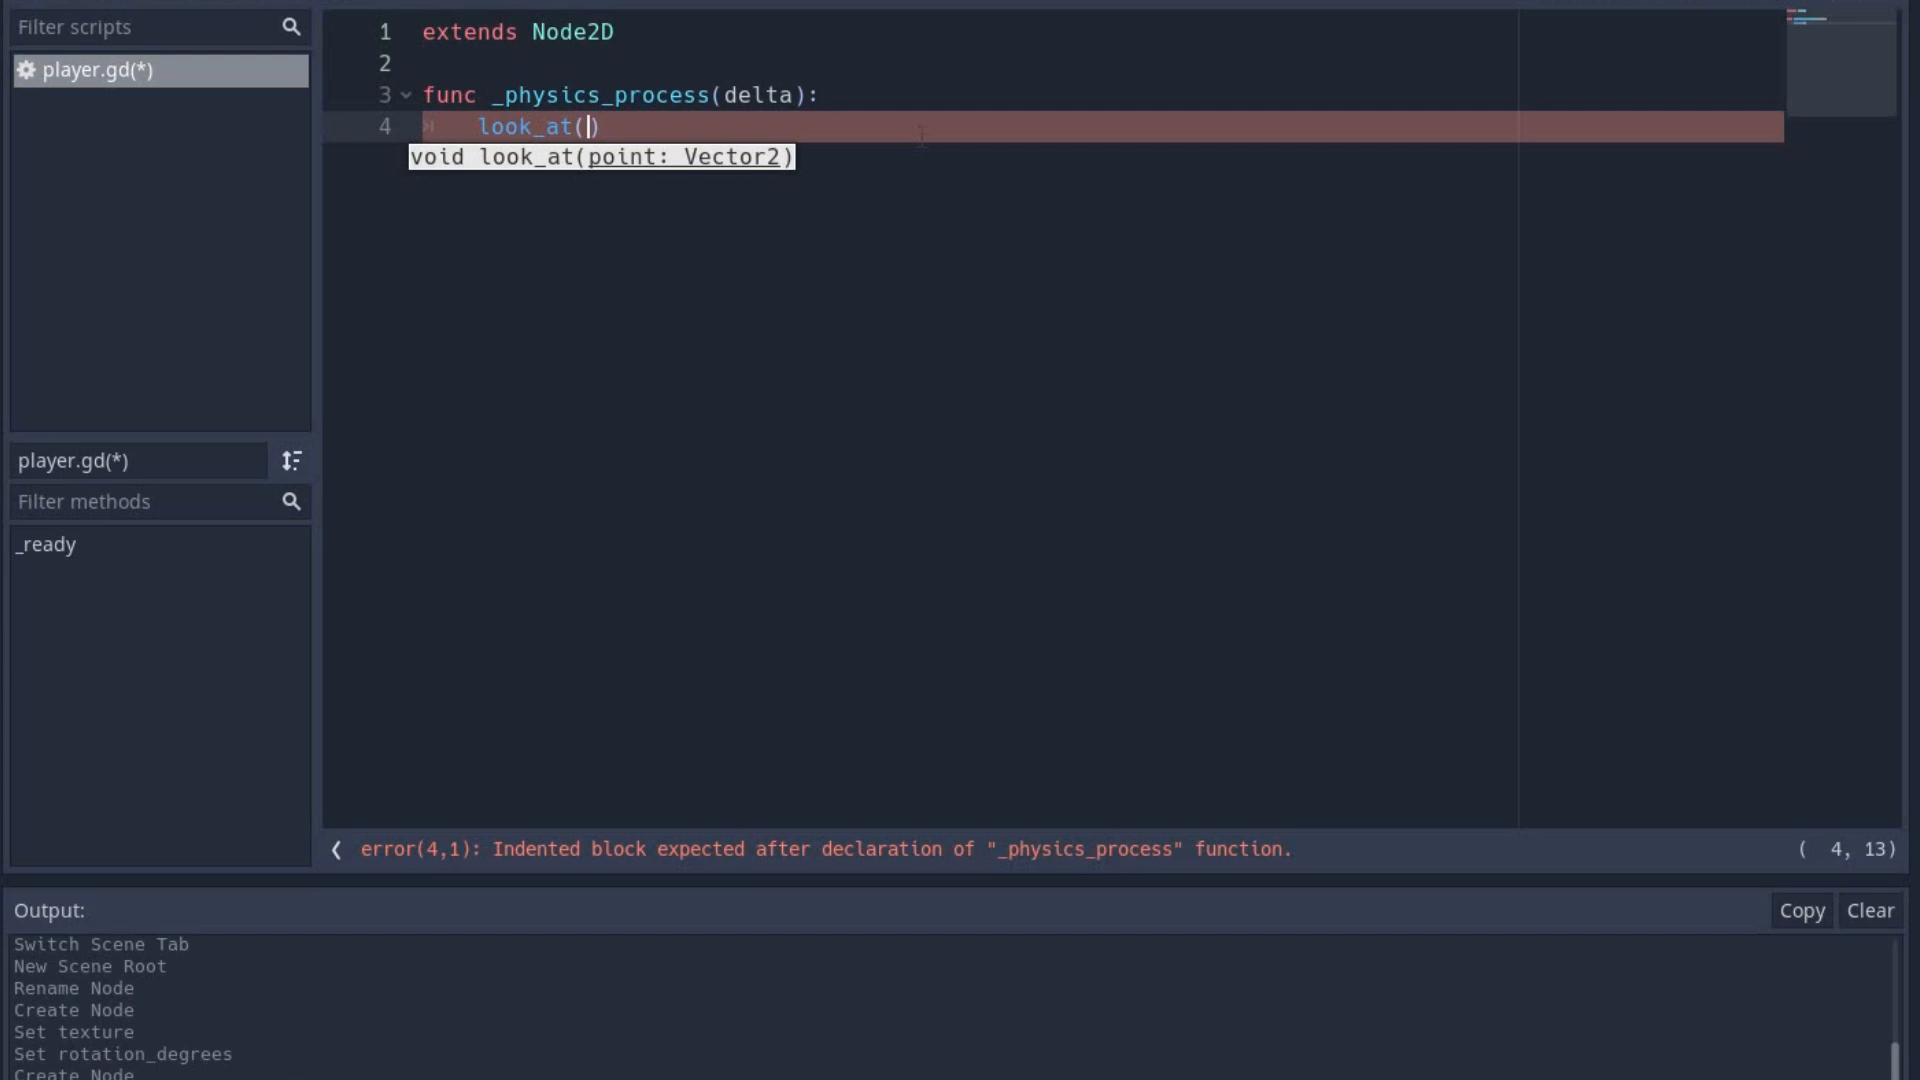 Filter scripts
player.gd(*)
player.gd(*)
Filter methods
_ready
1 extends Node2D
2
3 func _physics_process(delta):
4 look_at()
void look_at(point: Vector2)
error(4,1): Indented block expected after declaration of "_physics_process" function.
( 4, 13)
Output:
Copy
Clear
Switch Scene Tab
New Scene Root
Rename Node
Create Node
Set texture
Set rotation_degrees
Create Node